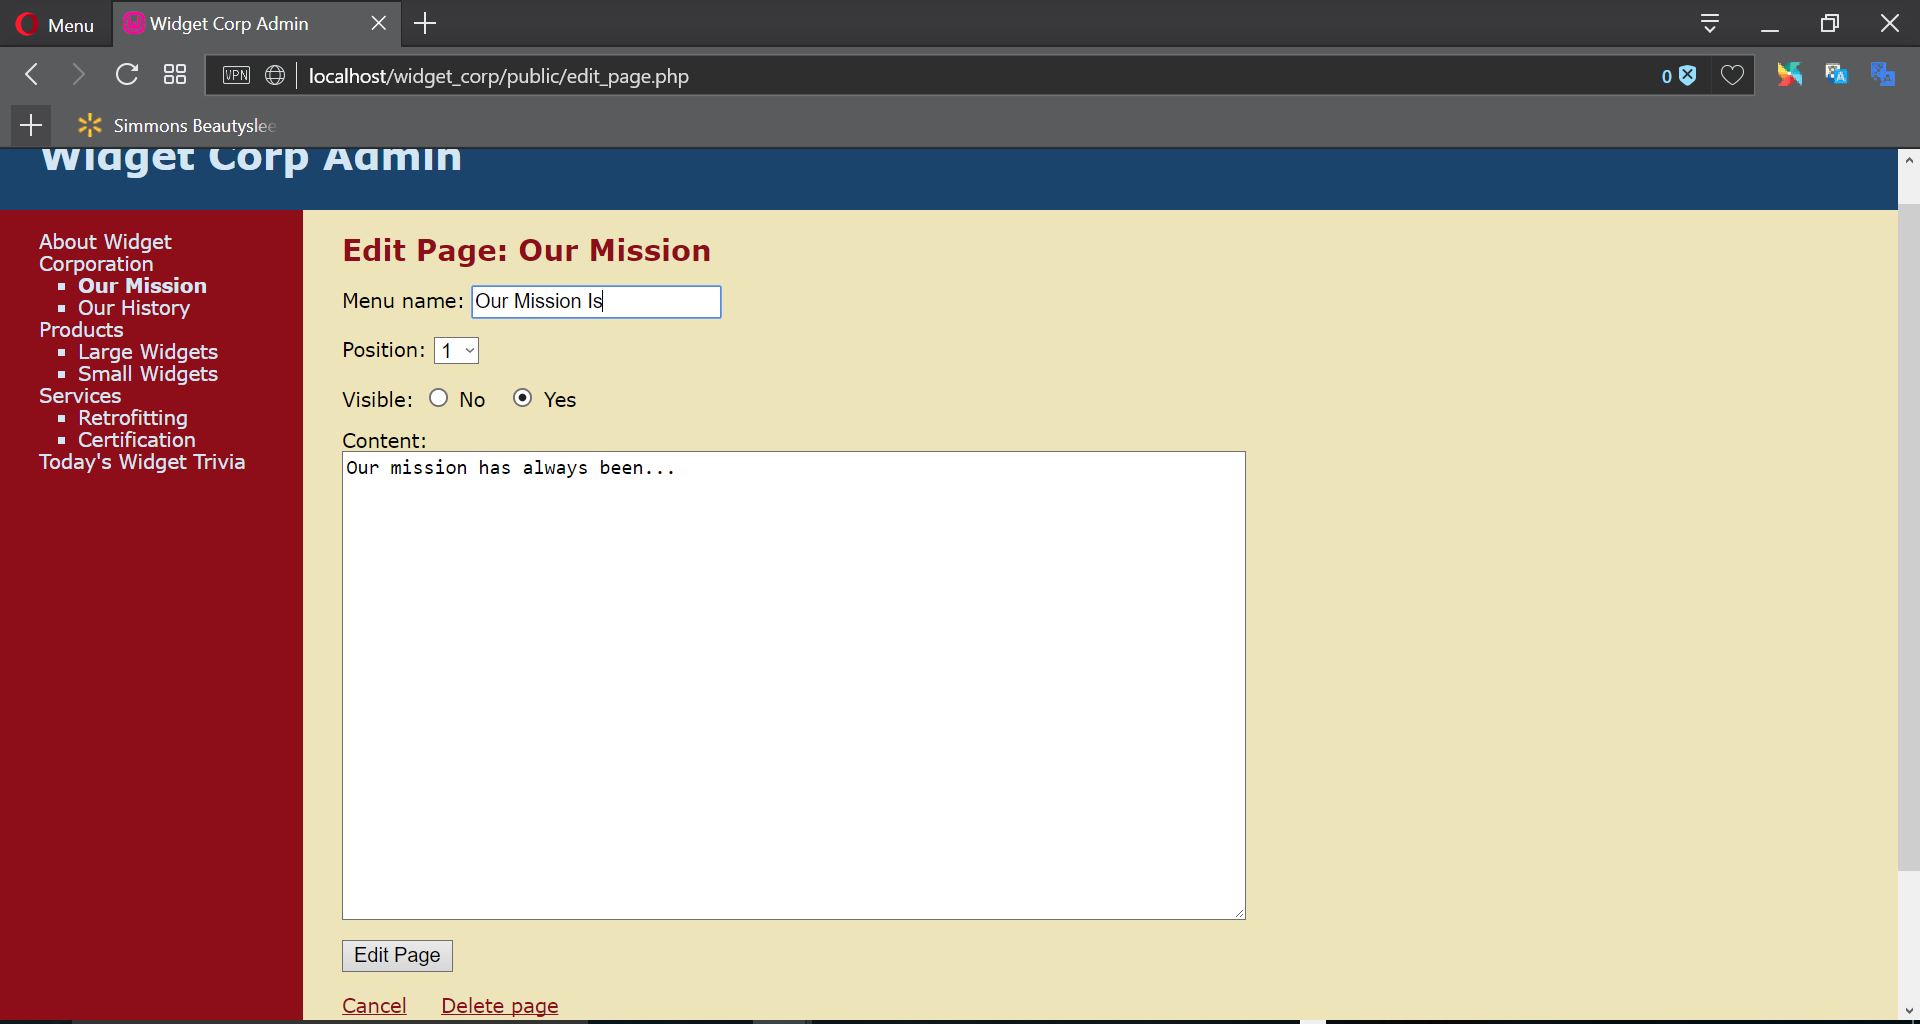 Menu
Widget Corp Admin
VPN
localhost/widget_corp/public/edit_page.php
0
Simmons Beautyslee
Widget Corp Admin
About Widget
Corporation
Our Mission
Our History
Products
Large Widgets
Small Widgets
Services
Retrofitting
Certification
Today's Widget Trivia
Edit Page: Our Mission
Menu name: Our Mission Is
Position: 1
Visible: No Yes
Content:
Our mission has always been...
Edit Page
Cancel Delete page